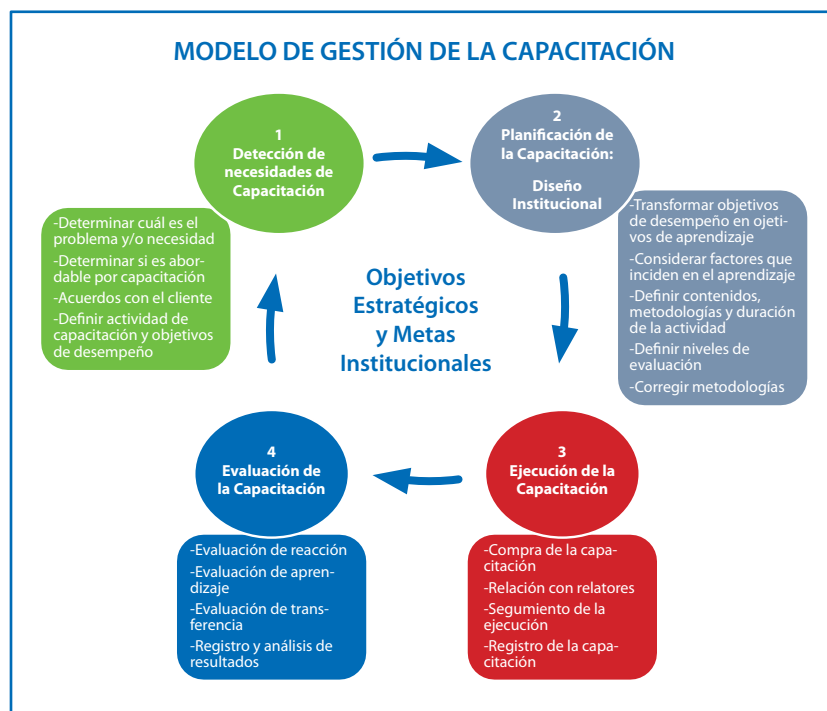 MODELO DE GESTIÓN DE LA CAPACITACIÓN
1
Detección de
necesidades de
Capacitación
-Determinar cuál es el
problema y/o necesidad
-Determinar si es abor-
dable por capacitación
-Acuerdos con el cliente
-Definir actividad de
capacitación y objetivos
de desempeño
2
Planificación de
la Capacitación:
Diseño
Institucional
-Transformar objetivos
de desempeño en ojeti-
vos de aprendizaje
-Considerar factores que
inciden en el aprendizaje
-Definir contenidos,
metodologías y duración
de la actividad
-Definir niveles de
evaluación
-Corregir metodologías
Objetivos
Estratégicos
y Metas
Institucionales
3
Ejecución de la
Capacitación
-Compra de la capa-
citación
-Relación con relatores
-Segumiento de la
ejecución
-Registro de la capa-
citación
4
Evaluación de
la Capacitación
-Evaluación de reacción
-Evaluación de apren-
dizaje
-Evaluación de trans-
ferencia
-Registro y análisis de
resultados